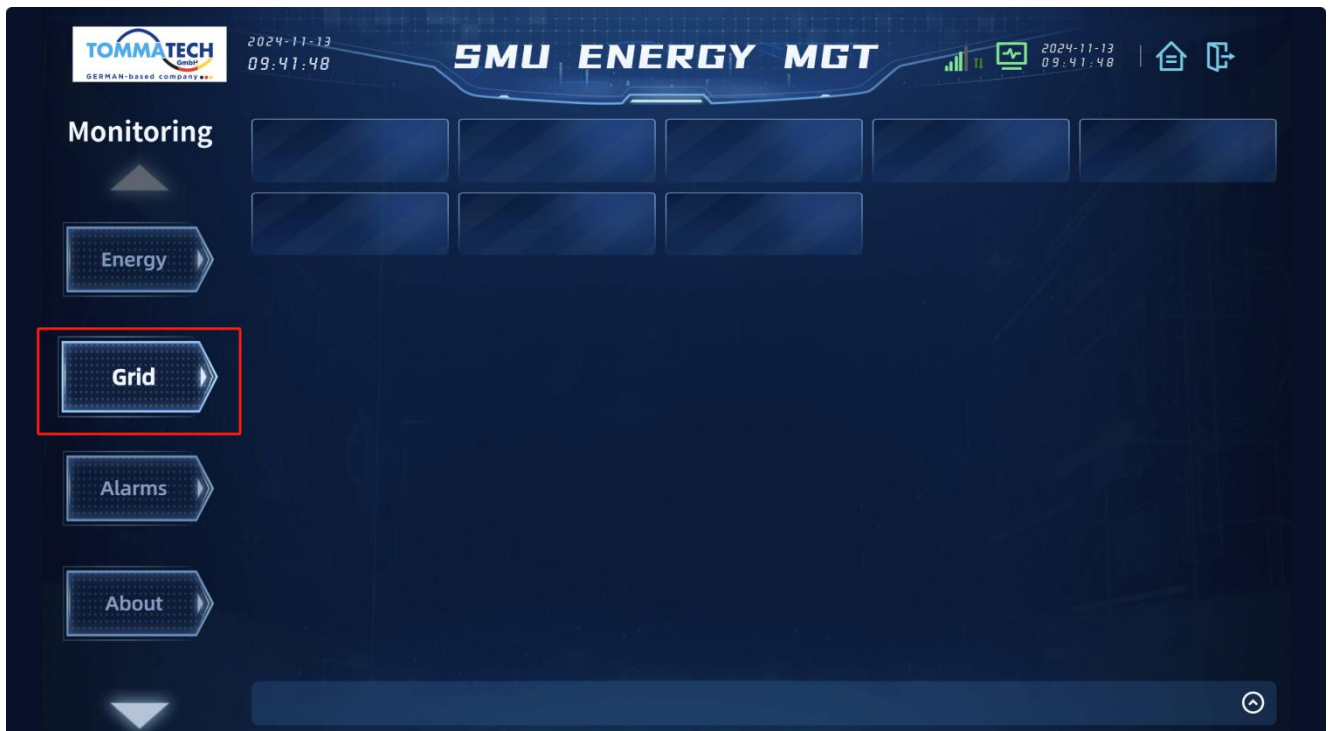 TOMMATECH
GmbH
GERMAN-based company
2024-11-13
09:41:48
SMU ENERGY MGT
2024-11-13
09:41:48
Monitoring
Energy
Grid
Alarms
About